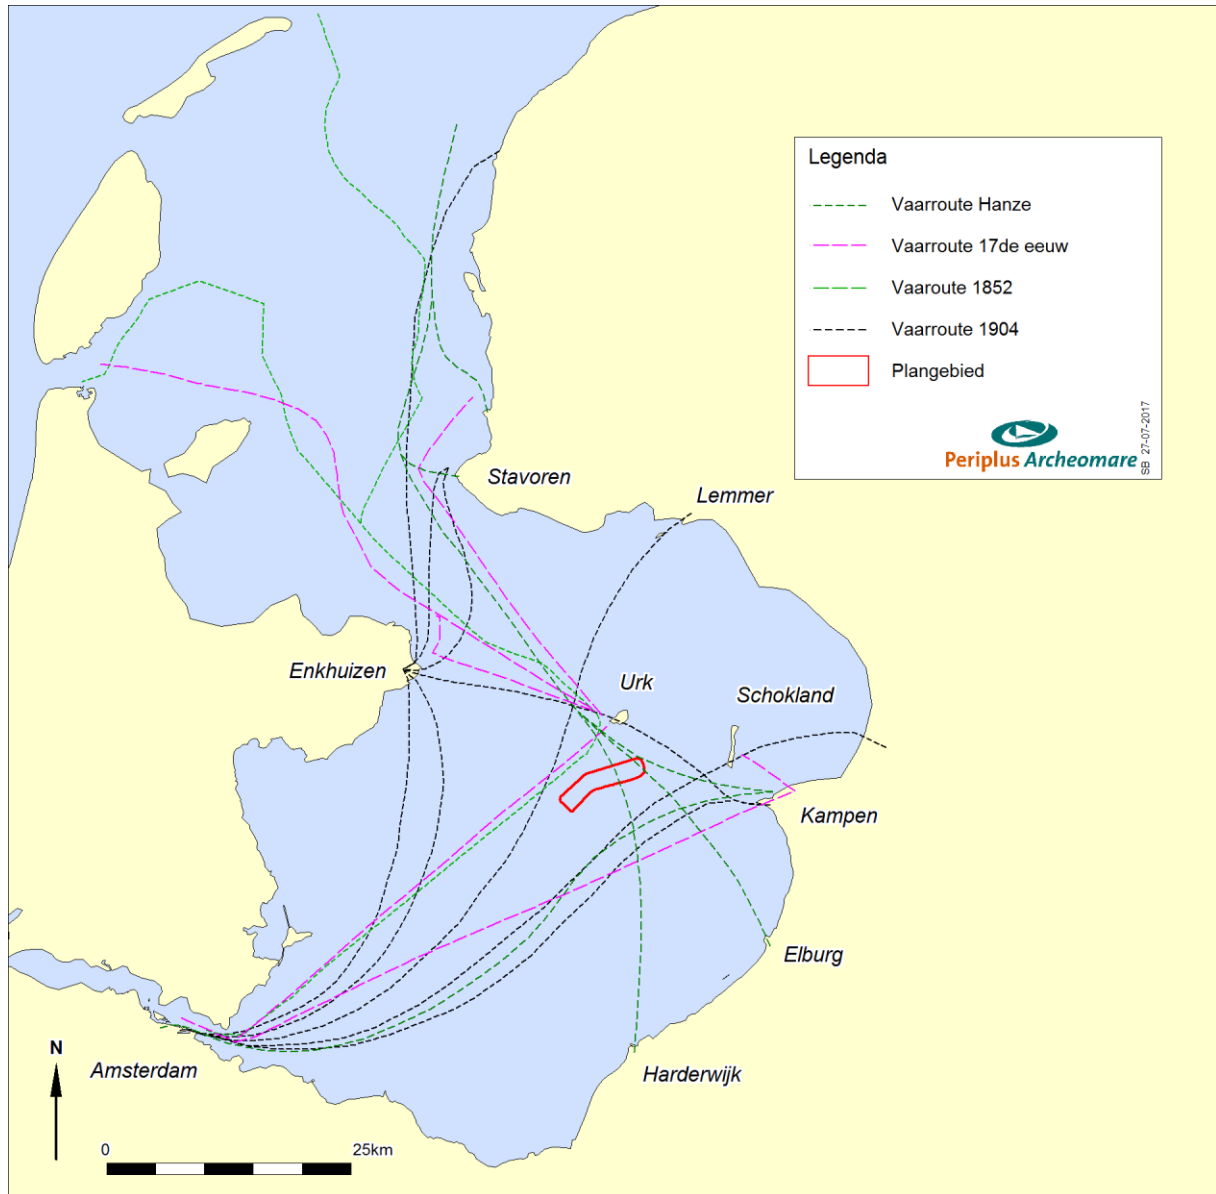 Legenda
Vaarroute Hanze
Vaarroute 17de eeuw
Vaaroute 1852
Vaarroute 1904
Plangebied
Periplus Archeomare
SB 27-07-2017
Stavoren
Lemmer
Enkhuizen
Urk
Schokland
Kampen
Elburg
Harderwijk
Amsterdam
N
0 25km